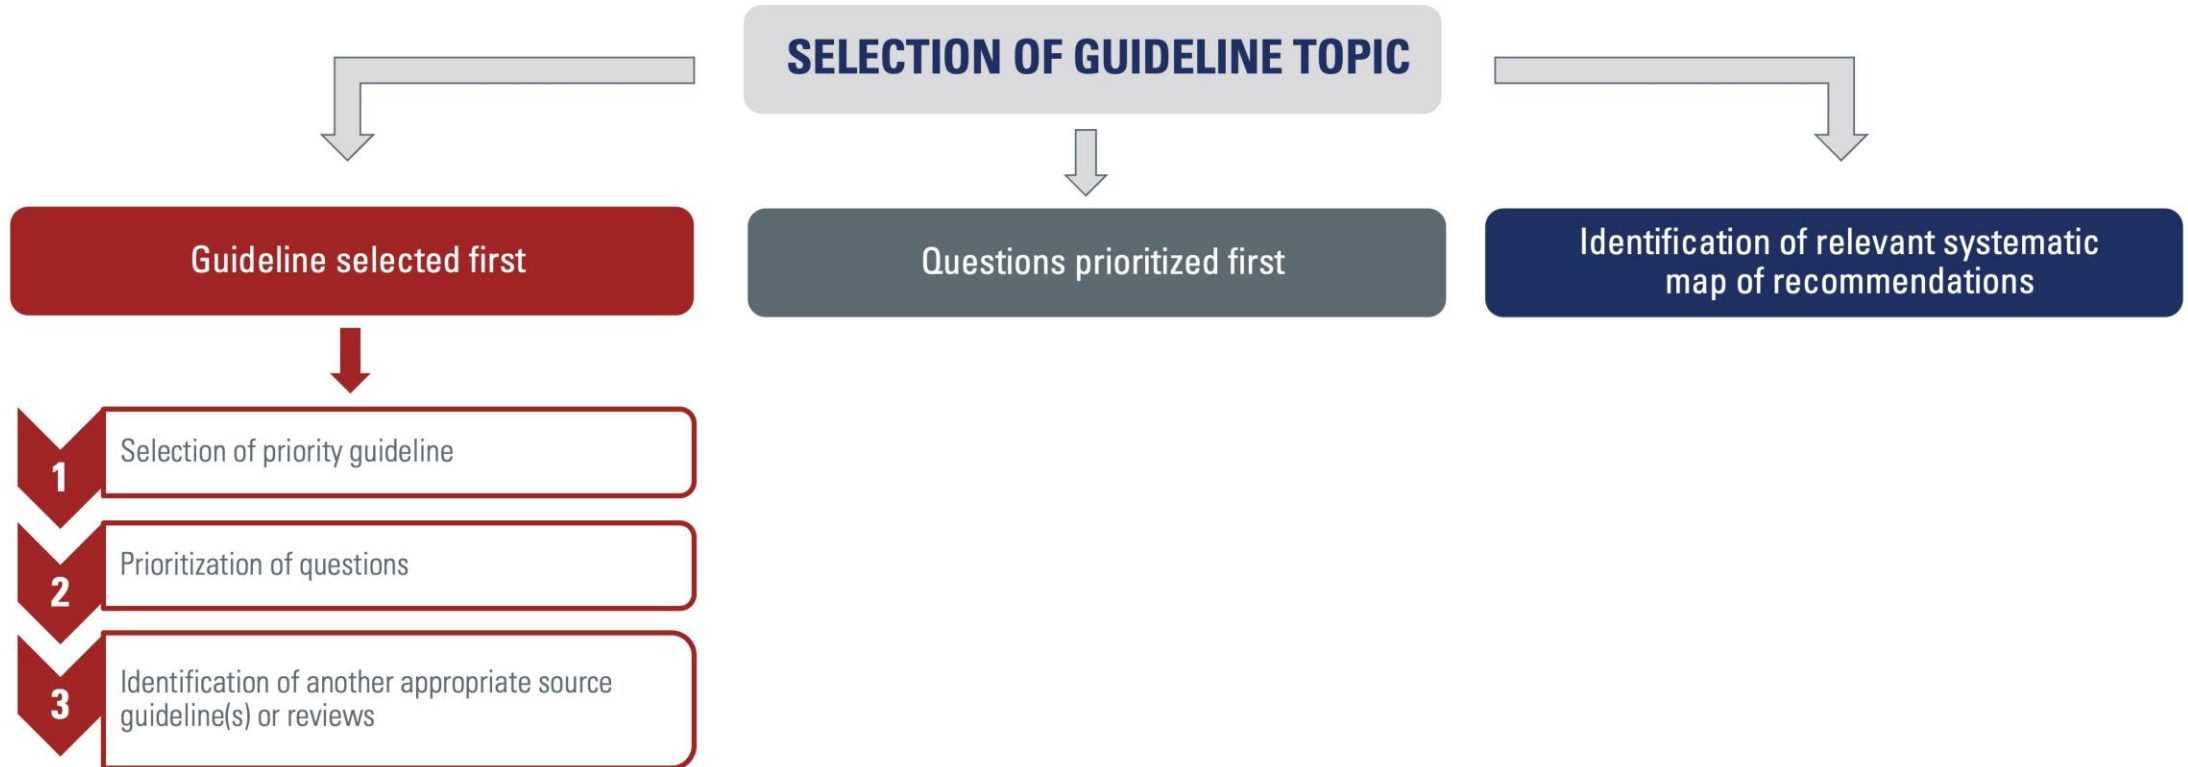 SELECTION OF GUIDELINE TOPIC
Guideline selected first
Questions prioritized first
Identification of relevant systematic
map of recommendations
1
Selection of priority guideline
2
Prioritization of questions
3
Identification of another appropriate source
guideline(s) or reviews